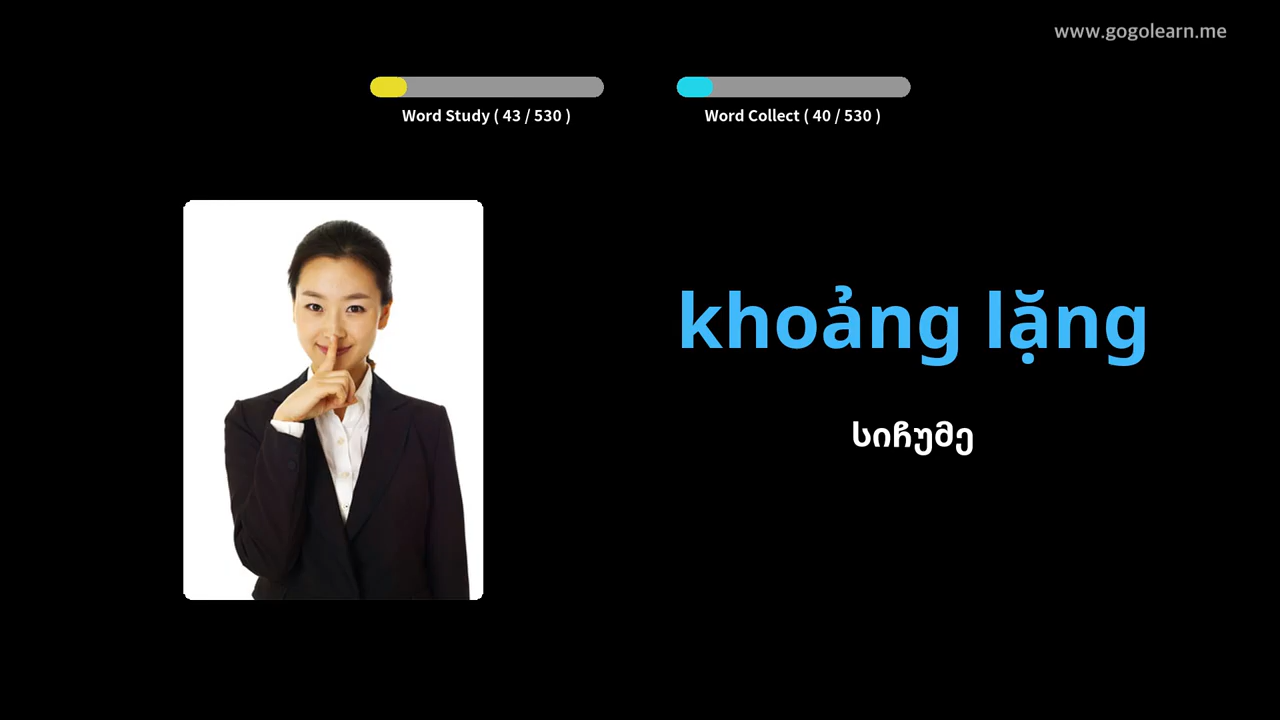 www.gogolearn.me
Word Study ( 43 / 530 )
Word Collect ( 40 / 530 )
khoảng lặng
სიჩუმე